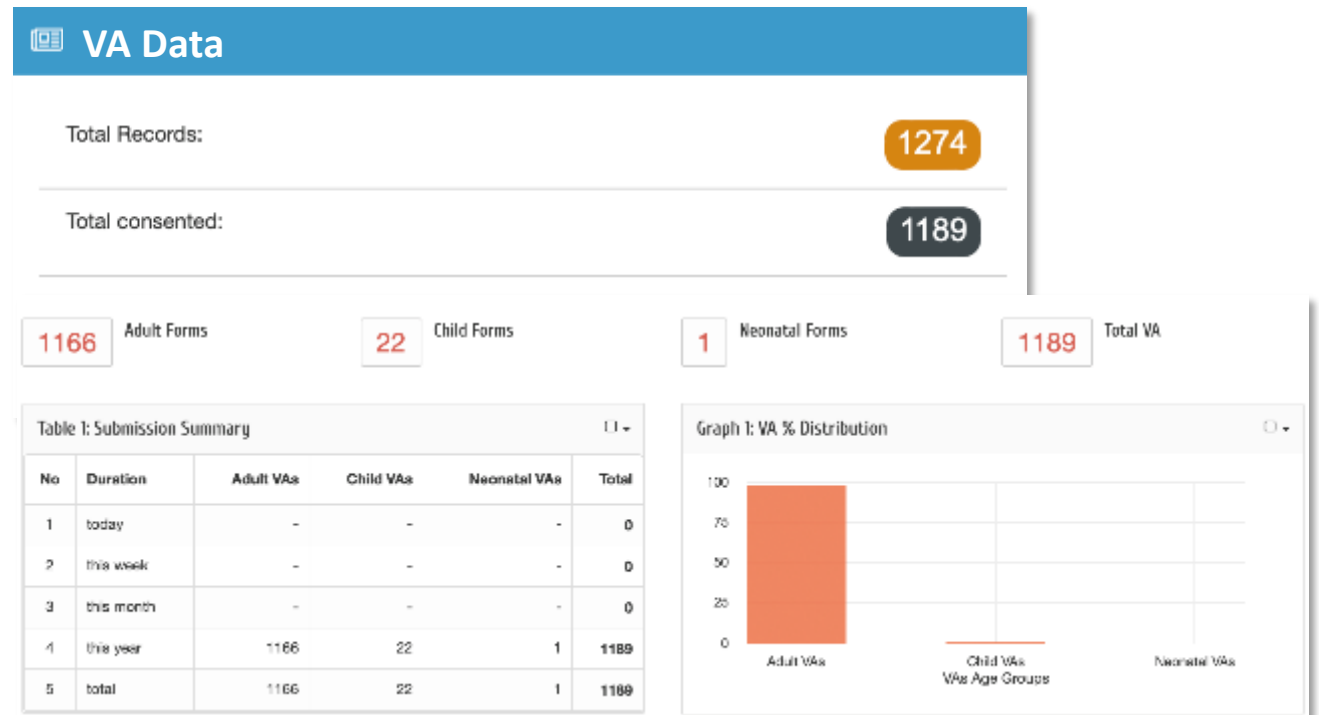 VA Data
Total Records: 1274
Total consented: 1189
1166 Adult Forms
22 Child Forms
1 Neonatal Forms
1189 Total VA
Table 1: Submission Summary
No Duration Adult VAs Child VAs Neonatal VAs Total
1 today - - - 0
2 this week - - - 0
3 this month - - - 0
4 this year 1166 22 1 1189
5 total 1166 22 1 1189
Graph 1: VA % Distribution
100
75
50
25
0
Adult VAs Child VAs Neonatal VAs
VAs Age Groups